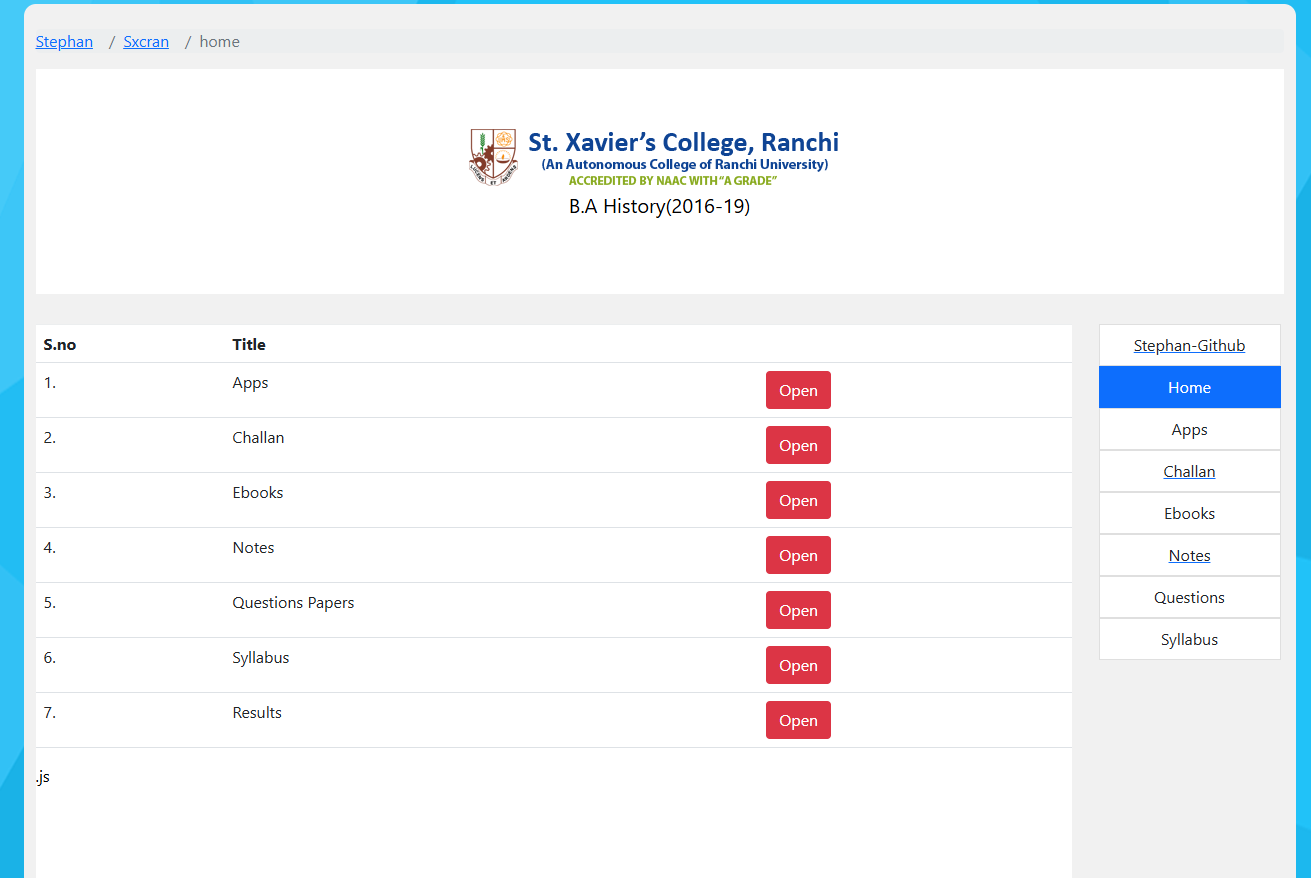 Stephan / Sxcran / home
St. Xavier's College, Ranchi
(An Autonomous College of Ranchi University)
ACCREDITED BY NAAC WITH “A GRADE”
B.A History(2016-19)
S.no Title
1. Apps Open
2. Challan Open
3. Ebooks Open
4. Notes Open
5. Questions Papers Open
6. Syllabus Open
7. Results Open
.js
Stephan-Github
Home
Apps
Challan
Ebooks
Notes
Questions
Syllabus